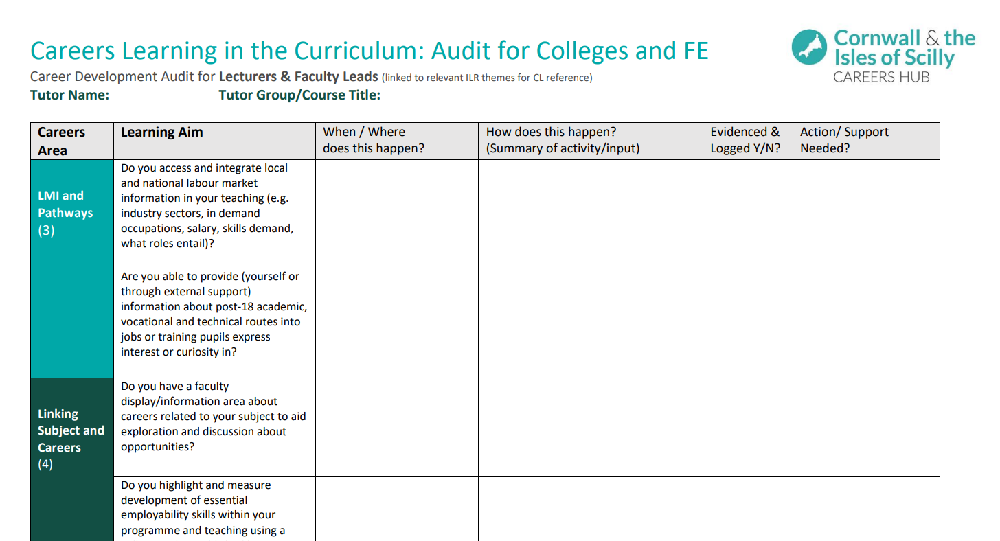 Careers Learning in the Curriculum: Audit for Colleges and FE
Career Development Audit for Lecturers & Faculty Leads (linked to relevant ILR themes for CL reference)
Tutor Name: Tutor Group/Course Title:
Cornwall & the
Isles of Scilly
CAREERS HUB
Careers
Area
Learning Aim
When / Where
does this happen?
How does this happen?
(Summary of activity/input)
Evidenced &
Logged Y/N?
Action/ Support
Needed?
LMI and
Pathways
(3)
Do you access and integrate local
and national labour market
information in your teaching (e.g.
industry sectors, in demand
occupations, salary, skills demand,
what roles entail)?
Are you able to provide (yourself or
through external support)
information about post-18 academic,
vocational and technical routes into
jobs or training pupils express
interest or curiosity in?
Linking
Subject and
Careers
(4)
Do you have a faculty
display/information area about
careers related to your subject to aid
exploration and discussion about
opportunities?
Do you highlight and measure
development of essential
employability skills within your
programme and teaching using a